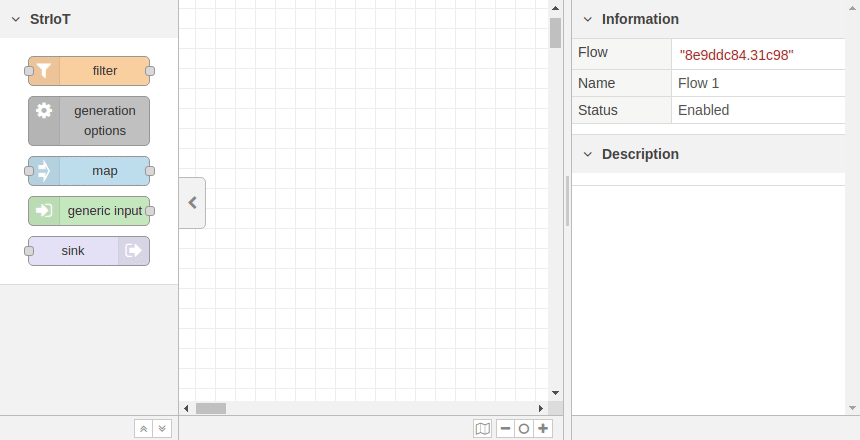 StrIoT
filter
generation
options
map
generic input
sink
Information
Flow "8e9ddc84.31c98"
Name Flow 1
Status Enabled
Description